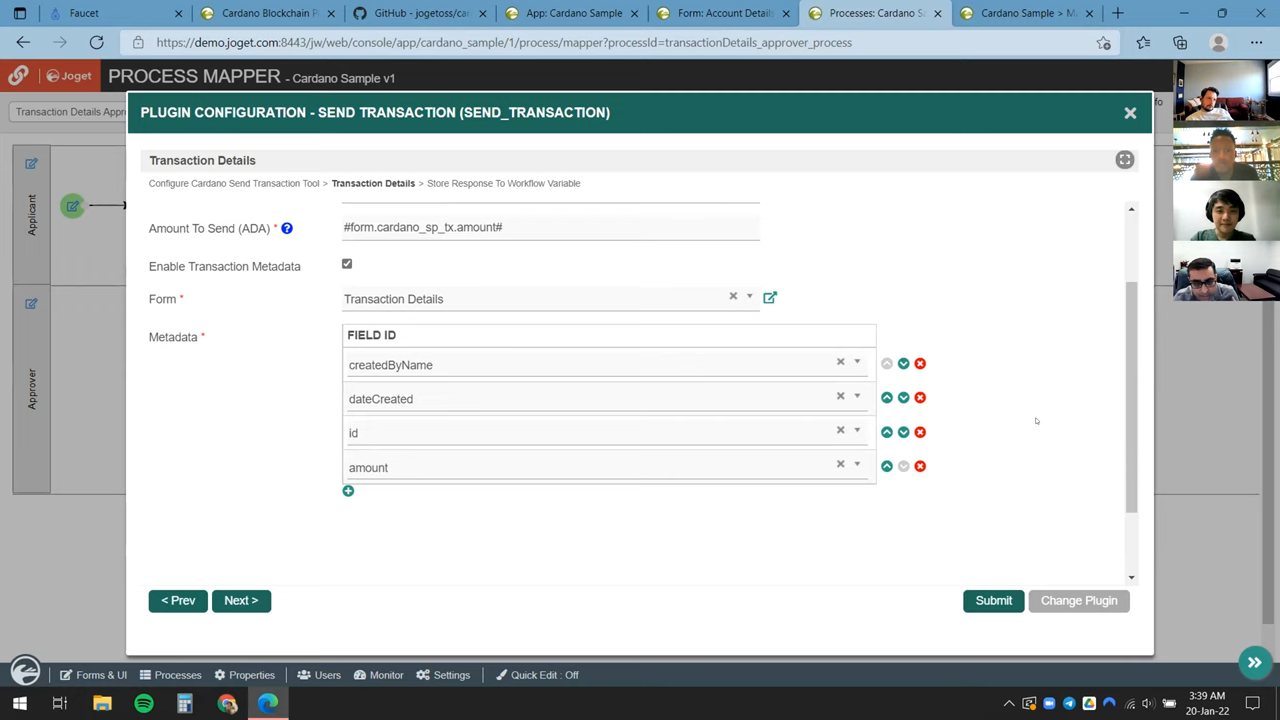 Faucet
Cardano Blockchain P
GitHub - jogetoss/ca
App: Cardano Sample
Form: Account Details
Processes: Cardano S
Cardano Sample > M
https://demo.joget.com:8443/jw/web/console/app/cardano_sample/1/process/mapper?processId=transactionDetails_approver_process
Joget PROCESS MAPPER - Cardano Sample v1
Transaction Details Appro
fo
PLUGIN CONFIGURATION - SEND TRANSACTION (SEND_TRANSACTION)
Transaction Details
Configure Cardano Send Transaction Tool > Transaction Details > Store Response To Workflow Variable
Applicant
Approver
Amount To Send (ADA) * ? #form.cardano_sp_tx.amount#
Enable Transaction Metadata
Form * Transaction Details
Metadata * FIELD ID
createdByName
dateCreated
id
amount
< Prev Next > Submit Change Plugin
Forms & UI Processes Properties Users Monitor Settings Quick Edit : Off
3:39 AM
20-Jan-22